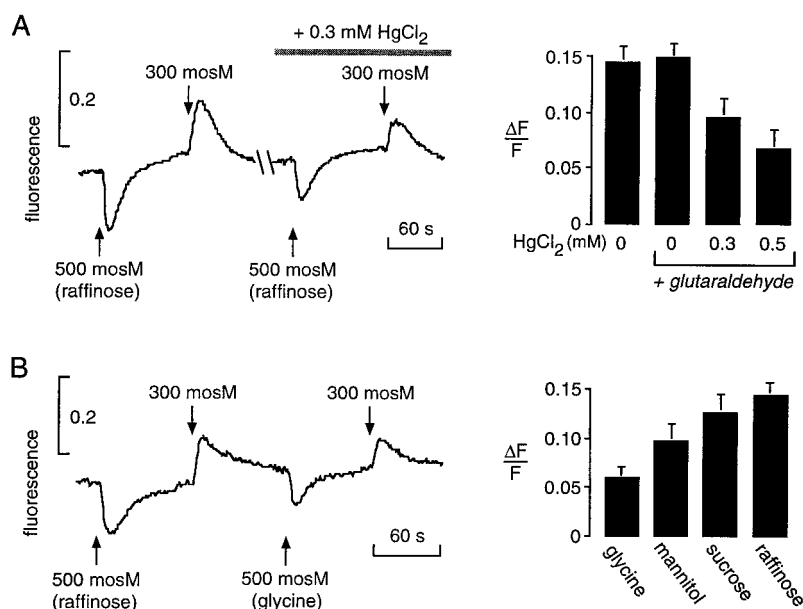 A
+ 0.3 mM HgCl2
0.2
300 mosM
300 mosM
fluorescence
60 s
500 mosM
(raffinose)
500 mosM
(raffinose)
0.15
0.10
0.05
0
ΔF
F
HgCl2 (mM) 0 0 0.3 0.5
+ glutaraldehyde
B
0.2
300 mosM
300 mosM
fluorescence
60 s
500 mosM
(raffinose)
500 mosM
(glycine)
0.15
0.10
0.05
0
ΔF
F
glycine
mannitol
sucrose
raffinose